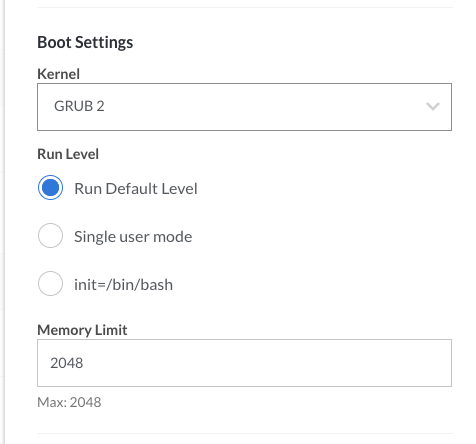 Boot Settings
Kernel
GRUB 2
Run Level
Run Default Level
Single user mode
init=/bin/bash
Memory Limit
2048
Max: 2048